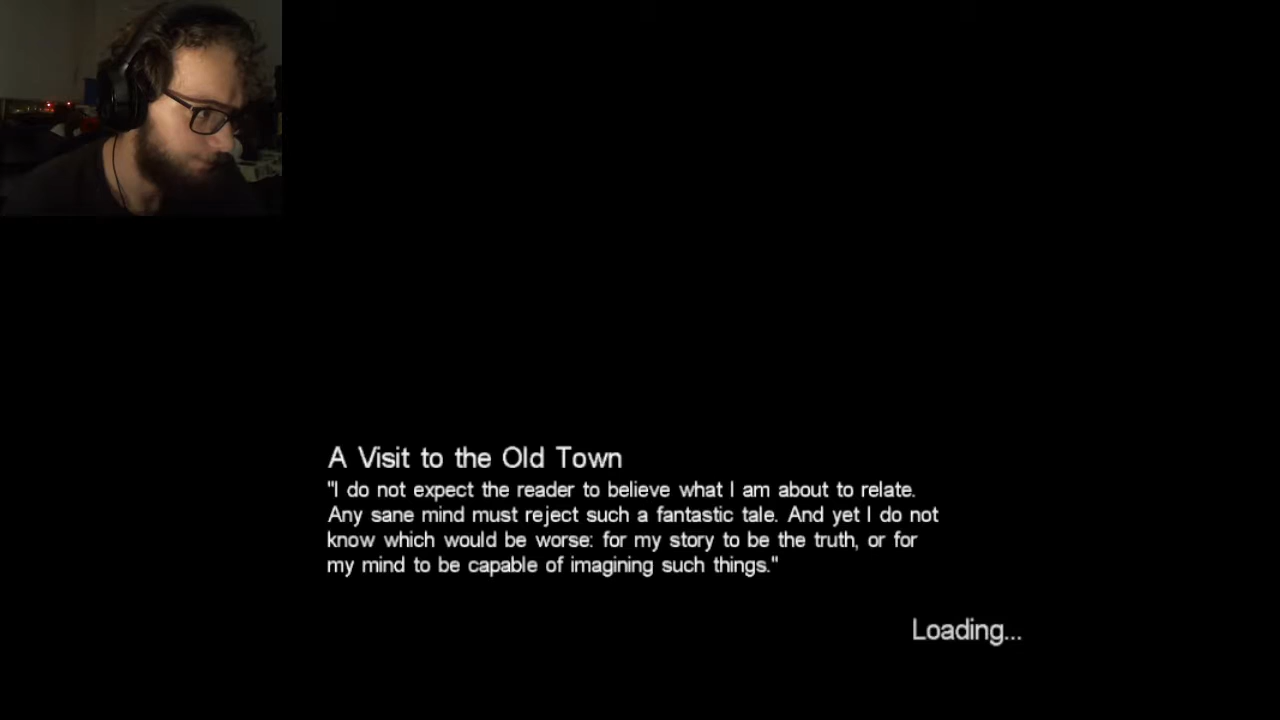 A Visit to the Old Town
"I do not expect the reader to believe what I am about to relate.
Any sane mind must reject such a fantastic tale. And yet I do not
know which would be worse: for my story to be the truth, or for
my mind to be capable of imagining such things."
Loading...